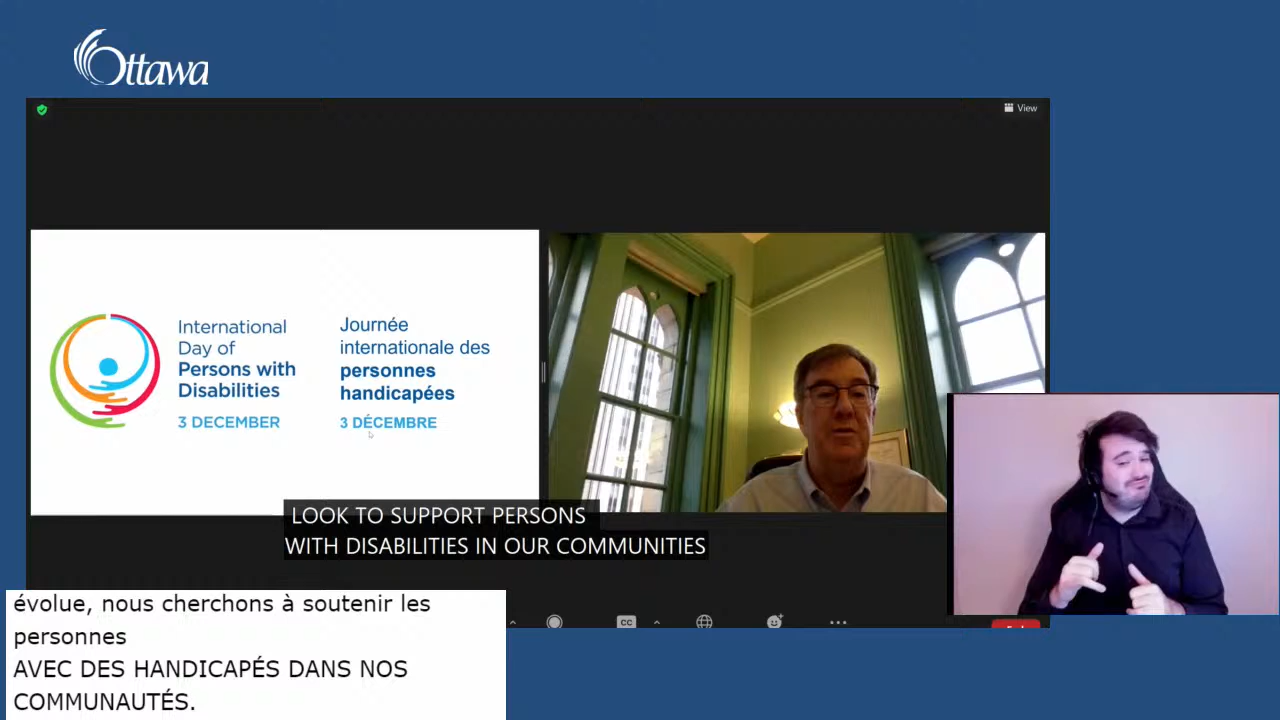 Ottawa
View
International
Day of
Persons with
Disabilities
3 DECEMBER
Journée
internationale des
personnes
handicapées
3 DÉCEMBRE
LOOK TO SUPPORT PERSONS
WITH DISABILITIES IN OUR COMMUNITIES
CC
évolue, nous cherchons à soutenir les
personnes
AVEC DES HANDICAPÉS DANS NOS
COMMUNAUTÉS.